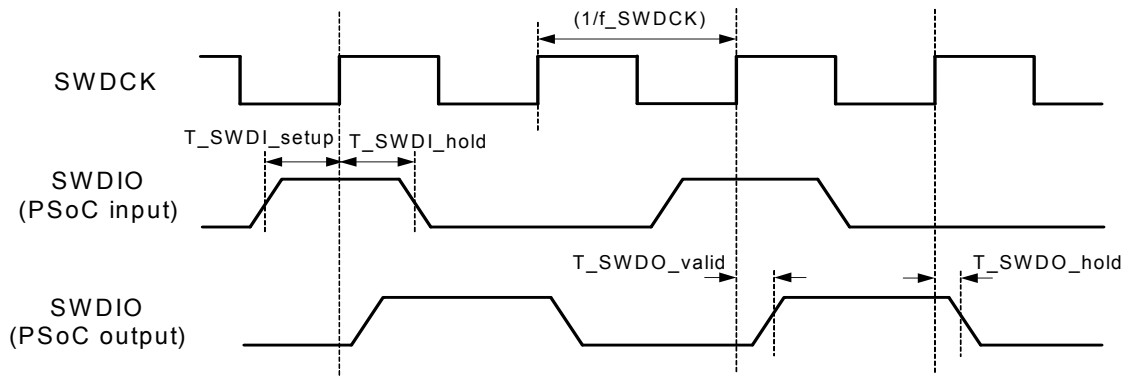 (1/f_SWDCK)
SWDCK
T_SWDI_setup
T_SWDI_hold
SWDIO
(PSoC input)
T_SWDO_valid
T_SWDO_hold
SWDIO
(PSoC output)